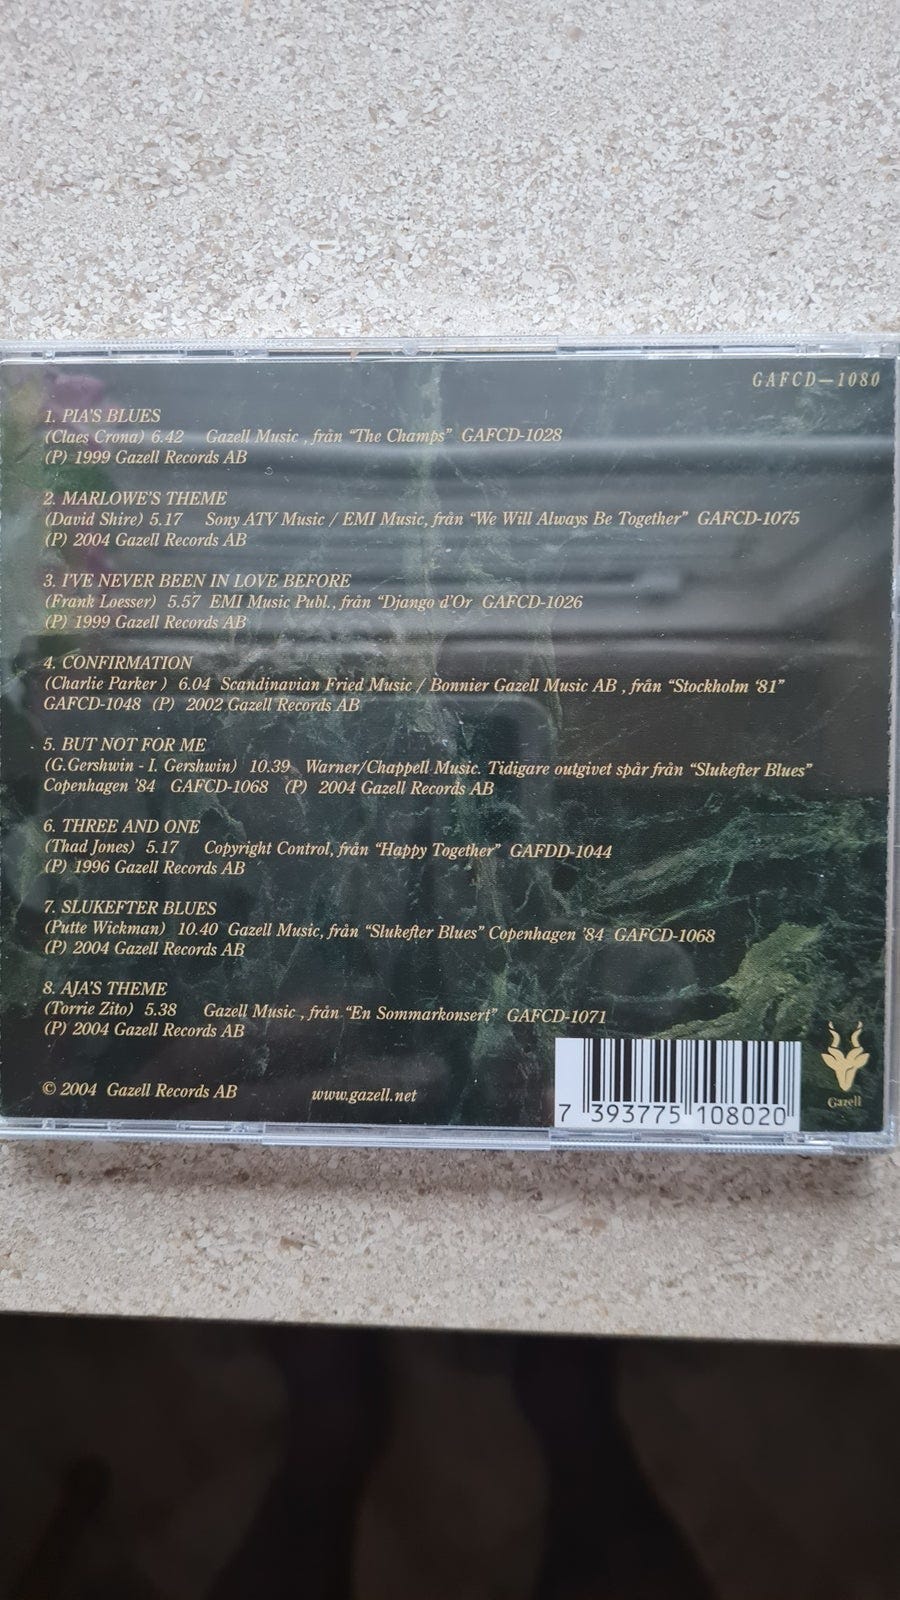 GAFCD—1080
1. PIA'S BLUES
(Claes Crona) 6.42 Gazell Music , från "The Champs" GAFCD-1028
(P) 1999 Gazell Records AB
2. MARLOWE'S THEME
(David Shire) 5.17 Sony ATV Music / EMI Music, från "We Will Always Be Together" GAFCD-1075
(P) 2004 Gazell Records AB
3. I'VE NEVER BEEN IN LOVE BEFORE
(Frank Loesser) 5.57 EMI Music Publ., från "Django d'Or GAFCD-1026
(P) 1999 Gazell Records AB
4. CONFIRMATION
(Charlie Parker ) 6.04 Scandinavian Fried Music / Bonnier Gazell Music AB , från "Stockholm '81"
GAFCD-1048 (P) 2002 Gazell Records AB
5. BUT NOT FOR ME
(G.Gershwin - I. Gershwin) 10.39 Warner/Chappell Music. Tidigare outgivet spår från "Slukefter Blues"
Copenhagen '84 GAFCD-1068 (P) 2004 Gazell Records AB
6. THREE AND ONE
(Thad Jones) 5.17 Copyright Control, från "Happy Together" GAFDD-1044
(P) 1996 Gazell Records AB
7. SLUKEFTER BLUES
(Putte Wickman) 10.40 Gazell Music, från "Slukefter Blues" Copenhagen '84 GAFCD-1068
(P) 2004 Gazell Records AB
8. AJA'S THEME
(Torrie Zito) 5.38 Gazell Music , från "En Sommarkonsert" GAFCD-1071
(P) 2004 Gazell Records AB
© 2004 Gazell Records AB www.gazell.net
7 393775 108020
Gazell